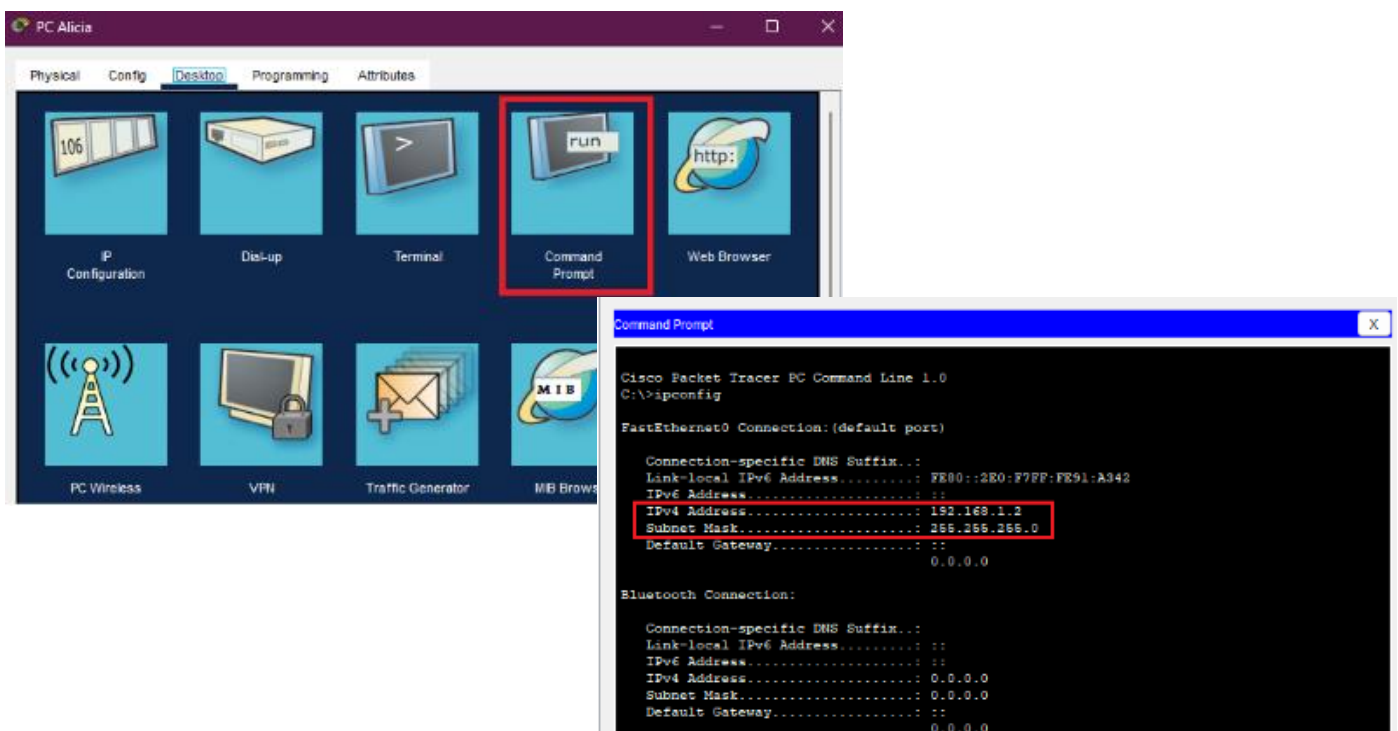 PC Alicia
Physical Config Desktop Programming Attributes
106
>
run
http:
IP Configuration
Dial-up
Terminal
Command Prompt
Web Browser
MIB
PC Wireless
VPN
Traffic Generator
MIB Brows
Command Prompt
X
Cisco Packet Tracer PC Command Line 1.0
C:\>ipconfig
FastEthernet0 Connection:(default port)
Connection-specific DNS Suffix..:
Link-local IPv6 Address.........: FE80::2E0:F7FF:FE91:A342
IPv6 Address....................: ::
IPv4 Address....................: 192.168.1.2
Subnet Mask.....................: 255.255.255.0
Default Gateway.................: ::
0.0.0.0
Bluetooth Connection:
Connection-specific DNS Suffix..:
Link-local IPv6 Address.........: ::
IPv6 Address....................: ::
IPv4 Address....................: 0.0.0.0
Subnet Mask.....................: 0.0.0.0
Default Gateway.................: ::
0.0.0.0